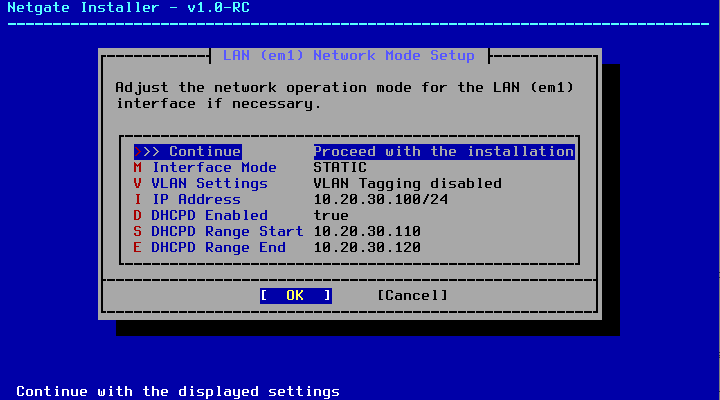 Netgate Installer - v1.0-RC
LAN (em1) Network Mode Setup
Adjust the network operation mode for the LAN (em1)
interface if necessary.
>>> Continue Proceed with the installation
M Interface Mode STATIC
V VLAN Settings VLAN Tagging disabled
I IP Address 10.20.30.100/24
D DHCPD Enabled true
S DHCPD Range Start 10.20.30.110
E DHCPD Range End 10.20.30.120
[ OK ] [Cancel]
Continue with the displayed settings